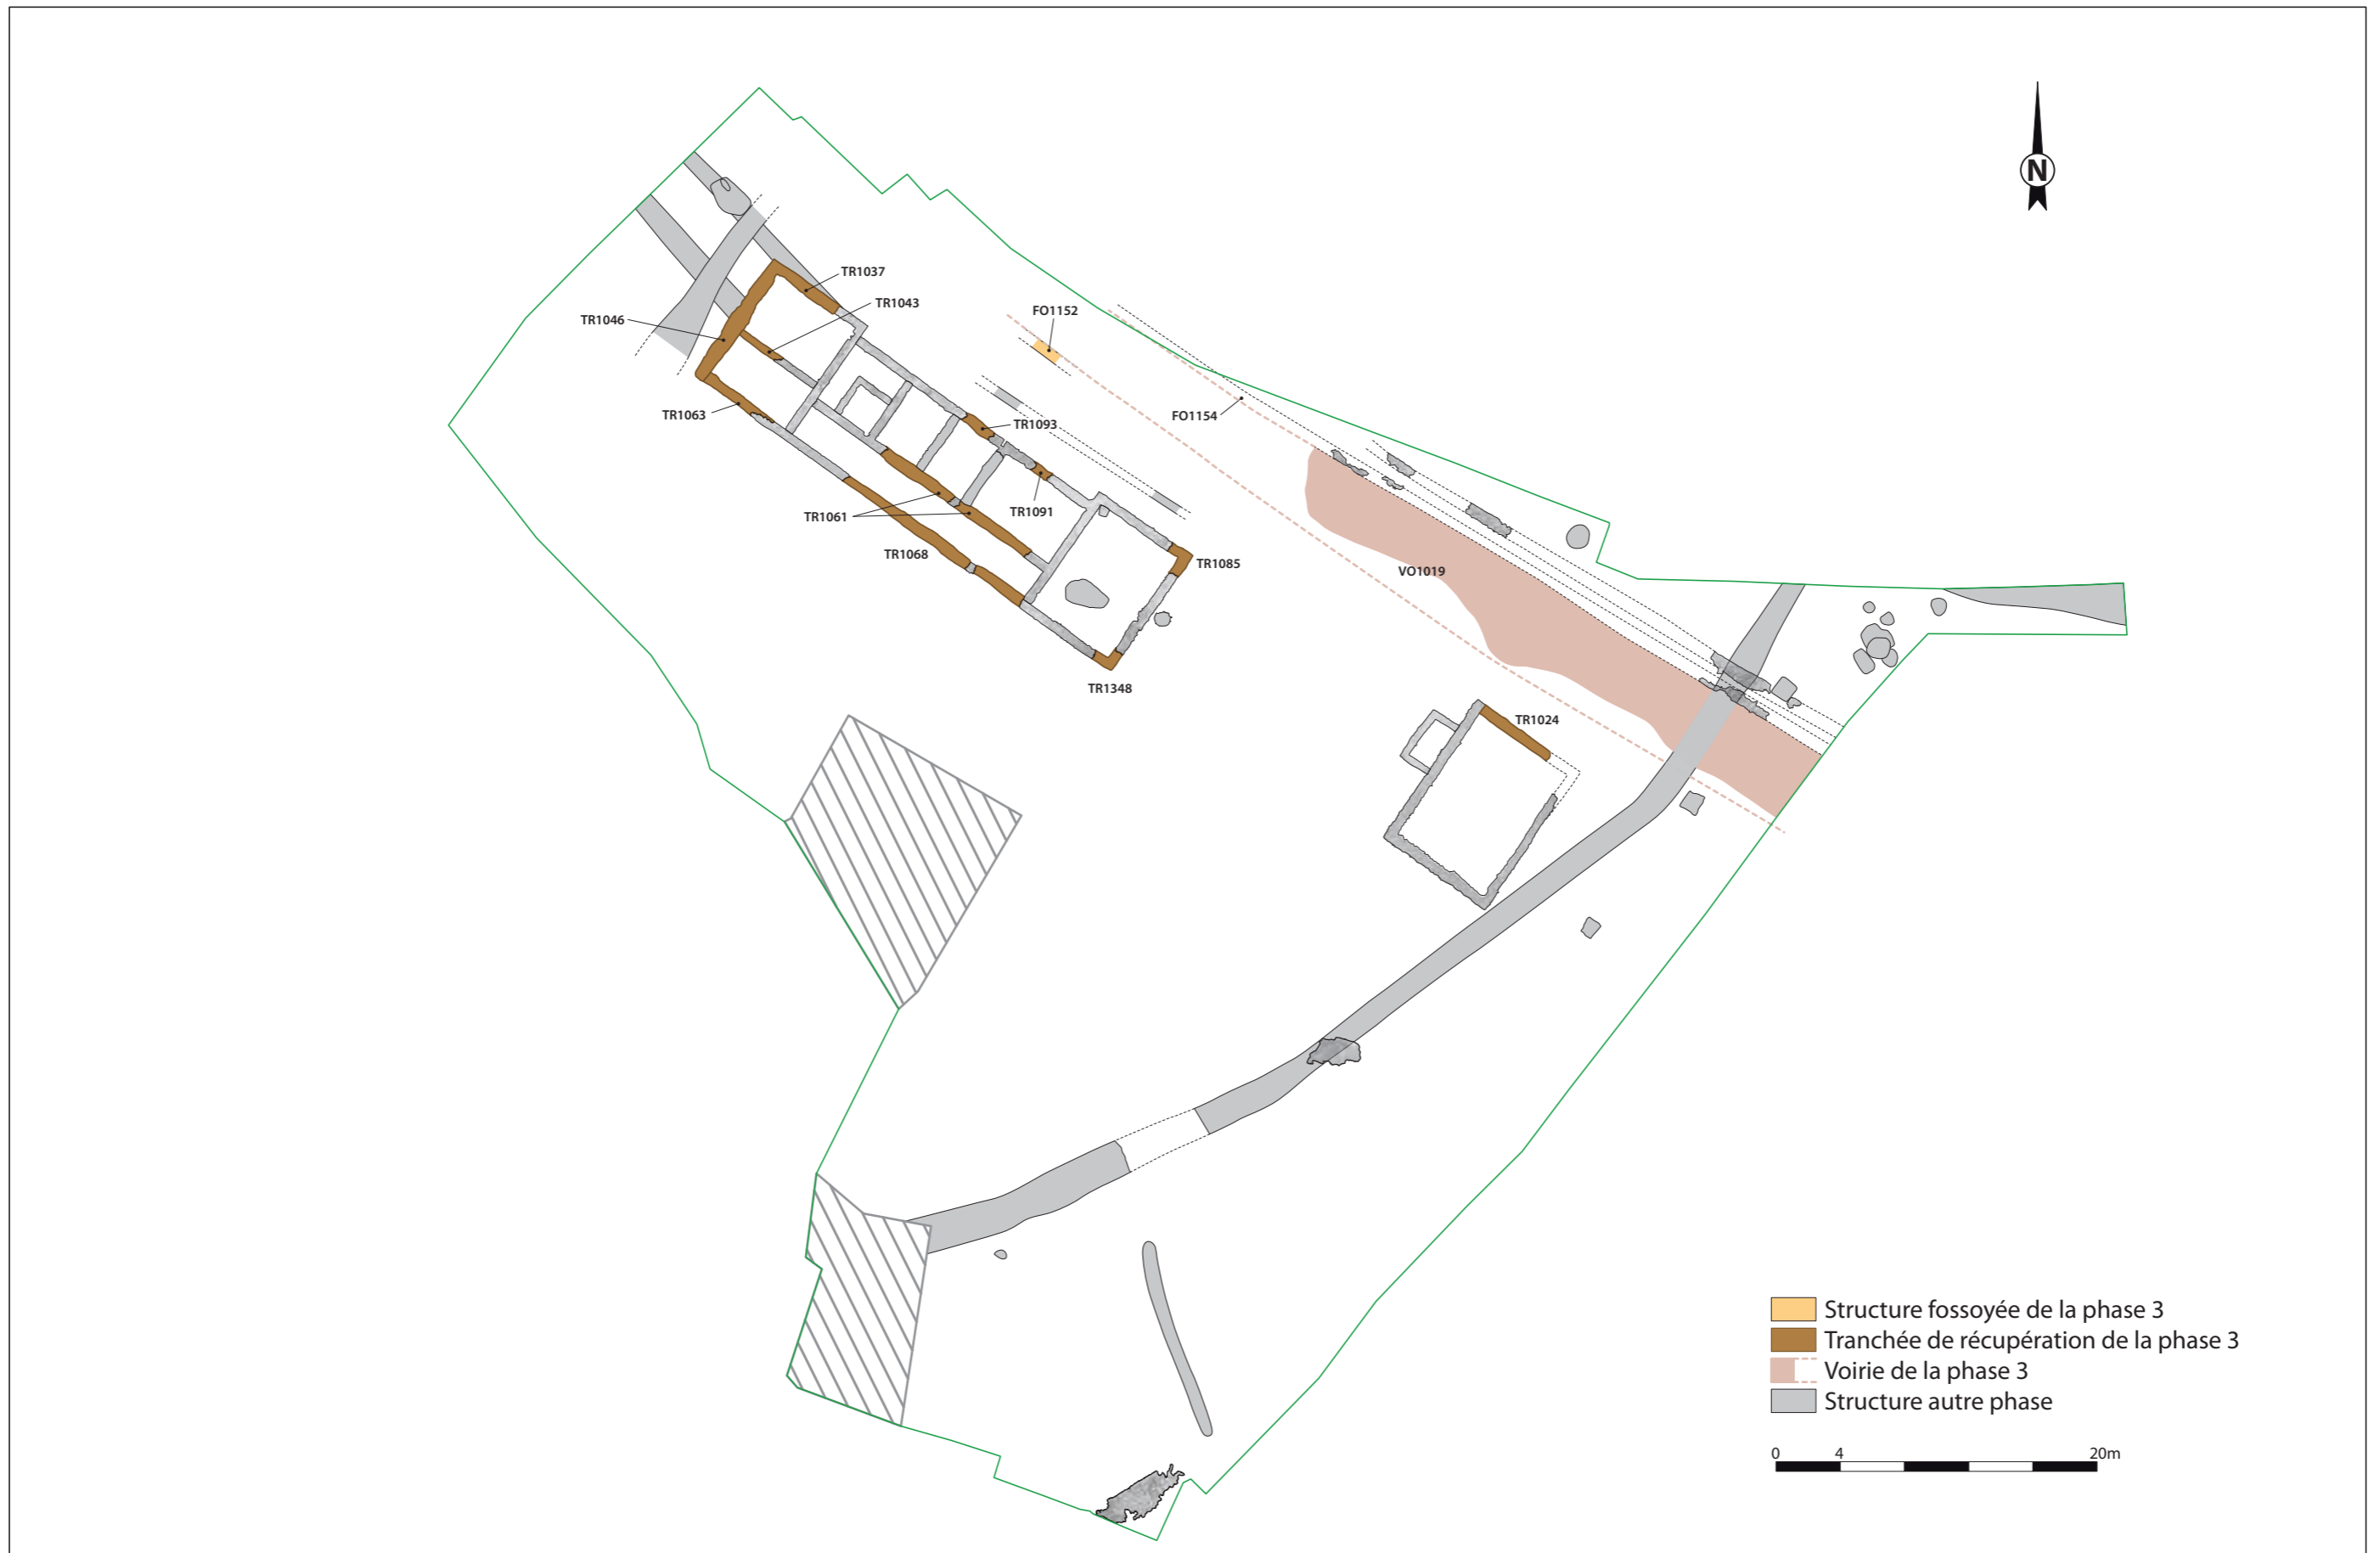 N
TR1037
TR1043
TR1046
FO1152
TR1063
FO1154
TR1093
TR1061
TR1091
TR1068
TR1085
VO1019
TR1348
TR1024
Structure fossoyée de la phase 3
Tranchée de récupération de la phase 3
Voirie de la phase 3
Structure autre phase
0 4 20m